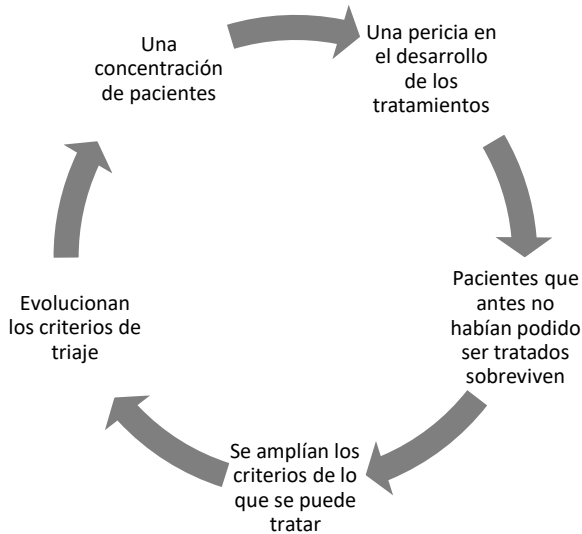 Una
concentración
de pacientes
Una pericia en
el desarrollo
de los
tratamientos
Pacientes que
antes no
habían podido
ser tratados
sobreviven
Se amplían los
criterios de lo
que se puede
tratar
Evolucionan
los criterios de
triaje